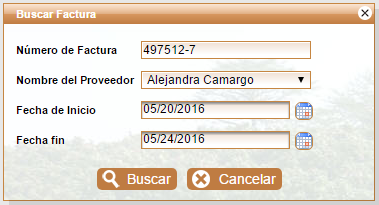 Buscar Factura
Número de Factura 497512-7
Nombre del Proveedor Alejandra Camargo
Fecha de Inicio 05/20/2016
Fecha fin 05/24/2016
Buscar Cancelar